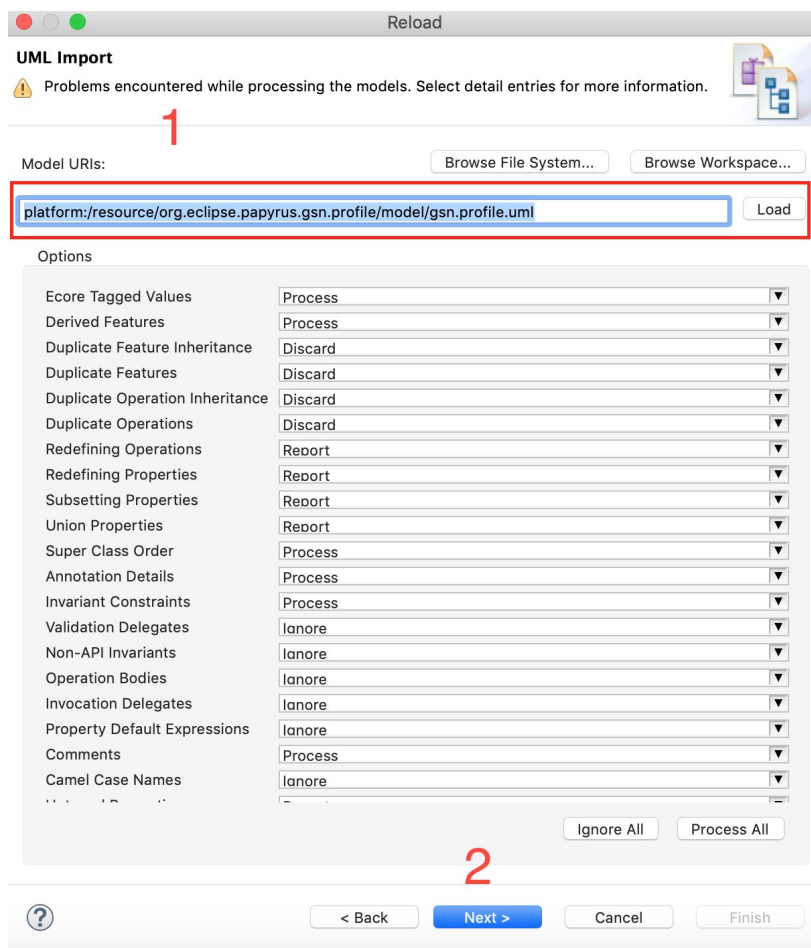 Reload
UML Import
Problems encountered while processing the models. Select detail entries for more information.
1
Model URIs:
Browse File System...
Browse Workspace...
platform:/resource/org.eclipse.papyrus.gsn.profile/model/gsn.profile.uml
Load
Options
Ecore Tagged Values Process
Derived Features Process
Duplicate Feature Inheritance Discard
Duplicate Features Discard
Duplicate Operation Inheritance Discard
Duplicate Operations Discard
Redefining Operations Report
Redefining Properties Report
Subsetting Properties Report
Union Properties Report
Super Class Order Process
Annotation Details Process
Invariant Constraints Process
Validation Delegates Ignore
Non-API Invariants Ignore
Operation Bodies Ignore
Invocation Delegates Ignore
Property Default Expressions Ignore
Comments Process
Camel Case Names Ignore
Ignore All
Process All
2
?
< Back
Next >
Cancel
Finish